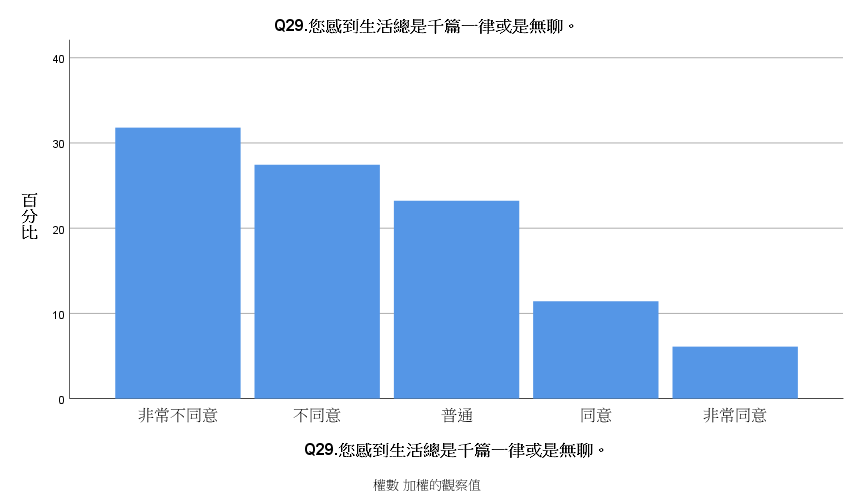 Q29.您感到生活總是千篇一律或是無聊。
40
30
20
10
0
百分比
非常不同意
不同意
普通
同意
非常同意
Q29.您感到生活總是千篇一律或是無聊。
權數 加權的觀察值